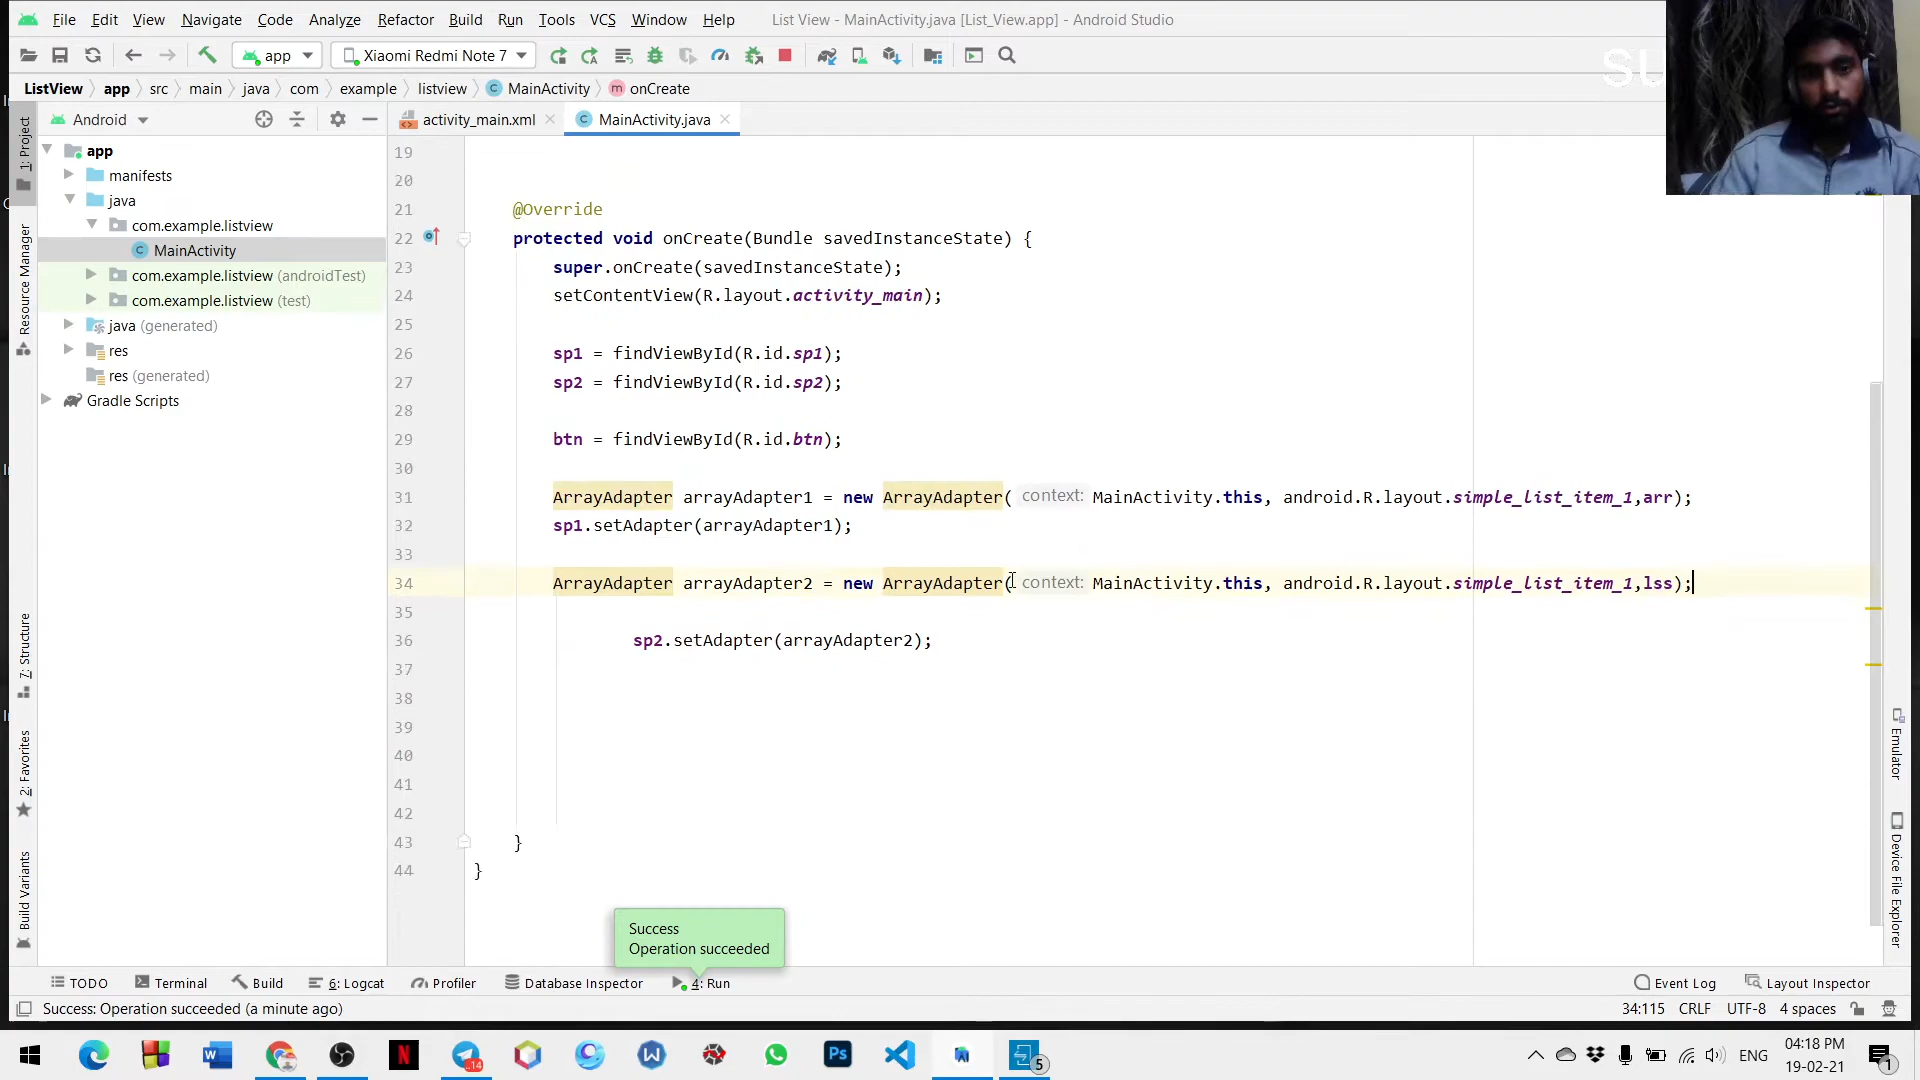 File Edit View Navigate Code Analyze Refactor Build Run Tools VCS Window Help List View - MainActivity.java [List_View.app] - Android Studio
app Xiaomi Redmi Note 7
SU
ListView app src main java com example listview MainActivity onCreate
Android activity_main.xml MainActivity.java
1: Project
Resource Manager
7: Structure
2: Favorites
Build Variants
app
manifests
java
com.example.listview
MainActivity
com.example.listview (androidTest)
com.example.listview (test)
java (generated)
res
res (generated)
Gradle Scripts
19
20
21 @Override
22 protected void onCreate(Bundle savedInstanceState) {
23 super.onCreate(savedInstanceState);
24 setContentView(R.layout.activity_main);
25
26 sp1 = findViewById(R.id.sp1);
27 sp2 = findViewById(R.id.sp2);
28
29 btn = findViewById(R.id.btn);
30
31 ArrayAdapter arrayAdapter1 = new ArrayAdapter( context: MainActivity.this, android.R.layout.simple_list_item_1,arr);
32 sp1.setAdapter(arrayAdapter1);
33
34 ArrayAdapter arrayAdapter2 = new ArrayAdapter( context: MainActivity.this, android.R.layout.simple_list_item_1,lss);
35
36 sp2.setAdapter(arrayAdapter2);
37
38
39
40
41
42
43 }
44 }
Emulator
Device File Explorer
Success
Operation succeeded
TODO Terminal Build 6: Logcat Profiler Database Inspector 4: Run Event Log Layout Inspector
Success: Operation succeeded (a minute ago) 34:115 CRLF UTF-8 4 spaces
..14 Ps 5 ENG 04:18 PM
19-02-21 1